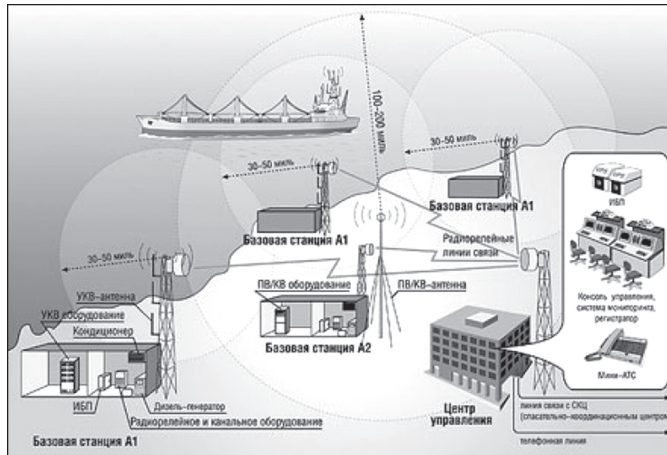 100–200 миль
30–50 миль
30–50 миль
Базовая станция А1
Базовая станция А1
ИБП
Радиорелейные
линии связи
30–50 миль
ПВ/КВ оборудование
ПВ/КВ–антенна
УКВ–антенна
УКВ оборудование
Кондиционер
Консоль управления,
система мониторинга,
регистратор
Базовая станция А2
Мини–АТС
ИБП
Дизель–генератор
Радиорелейное и канальное оборудование
Базовая станция А1
Центр
управления
линия связи с СКЦ
(спасательно–координационным центром
телефонная линия